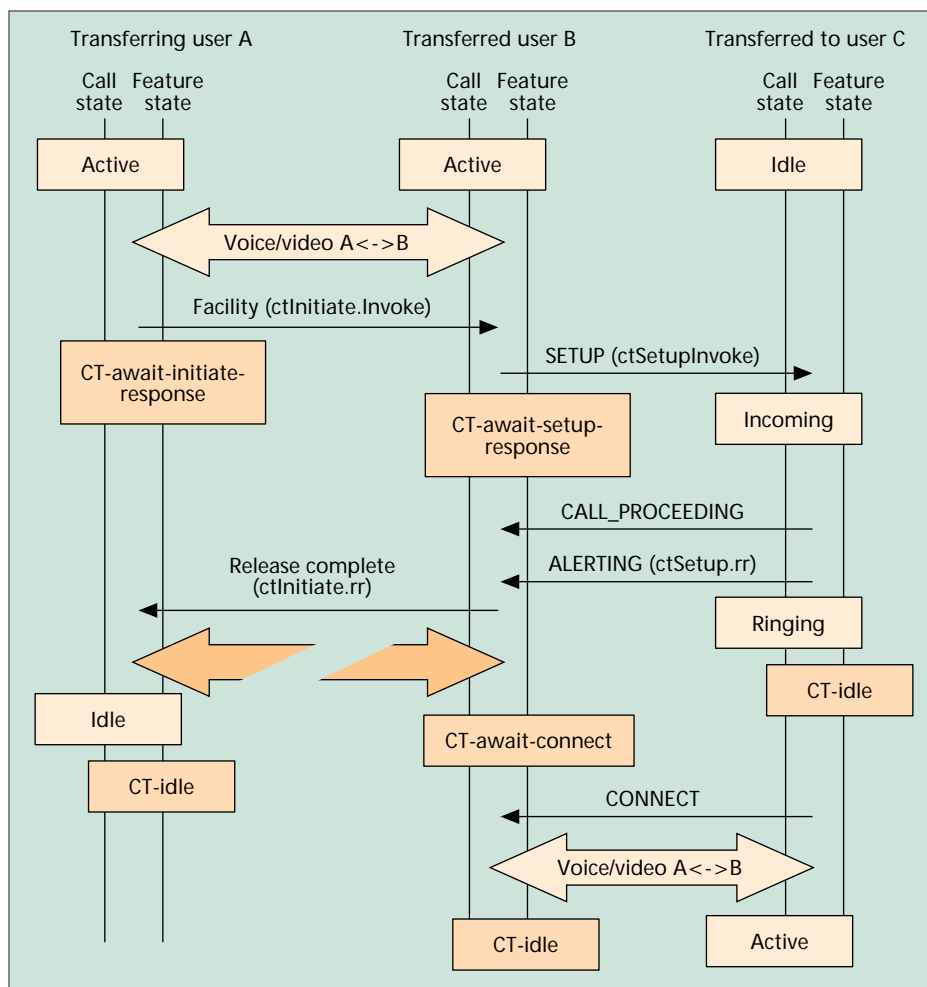 Transferring user A
Transferred user B
Transferred to user C
Call state
Feature state
Call state
Feature state
Call state
Feature state
Active
Active
Idle
Voice/video A<->B
Facility (ctInitiate.Invoke)
SETUP (ctSetupInvoke)
CT-await-initiate-
response
Incoming
CT-await-setup-
response
CALL_PROCEEDING
ALERTING (ctSetup.rr)
Release complete
(ctInitiate.rr)
Ringing
CT-idle
Idle
CT-await-connect
CT-idle
CONNECT
Voice/video A<->B
CT-idle
Active